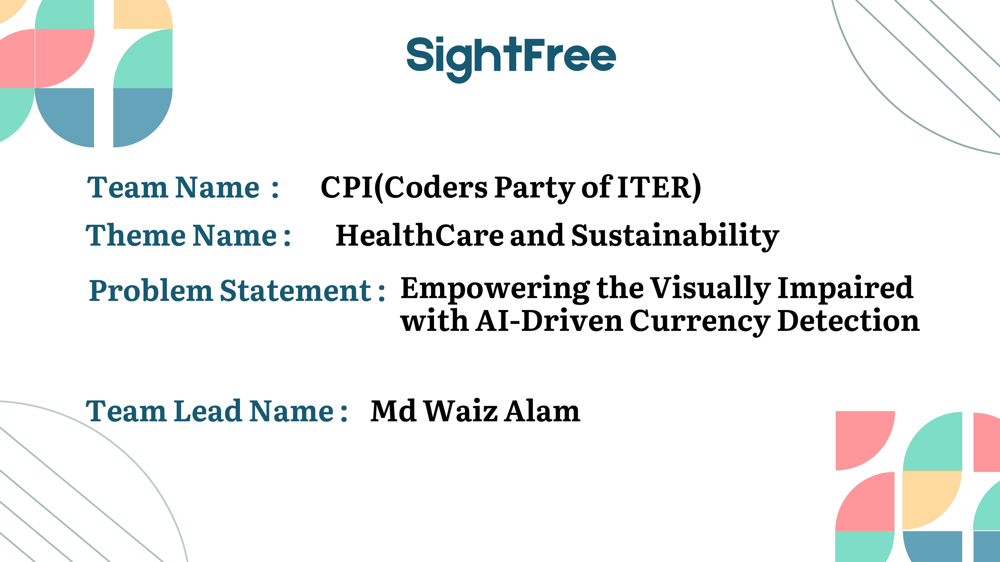 SightFree
Team Name : CPI(Coders Party of ITER)
Theme Name : HealthCare and Sustainability
Problem Statement : Empowering the Visually Impaired
with AI-Driven Currency Detection
Team Lead Name : Md Waiz Alam